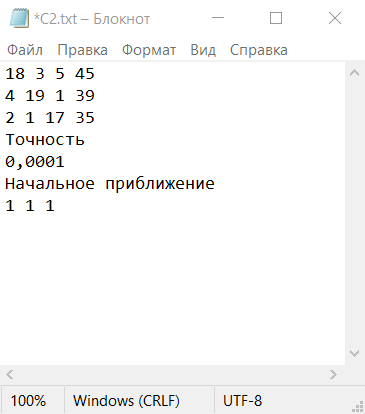 *C2.txt – Блокнот
Файл Правка Формат Вид Справка
18 3 5 45
4 19 1 39
2 1 17 35
Точность
0,0001
Начальное приближение
1 1 1
100% Windows (CRLF) UTF-8